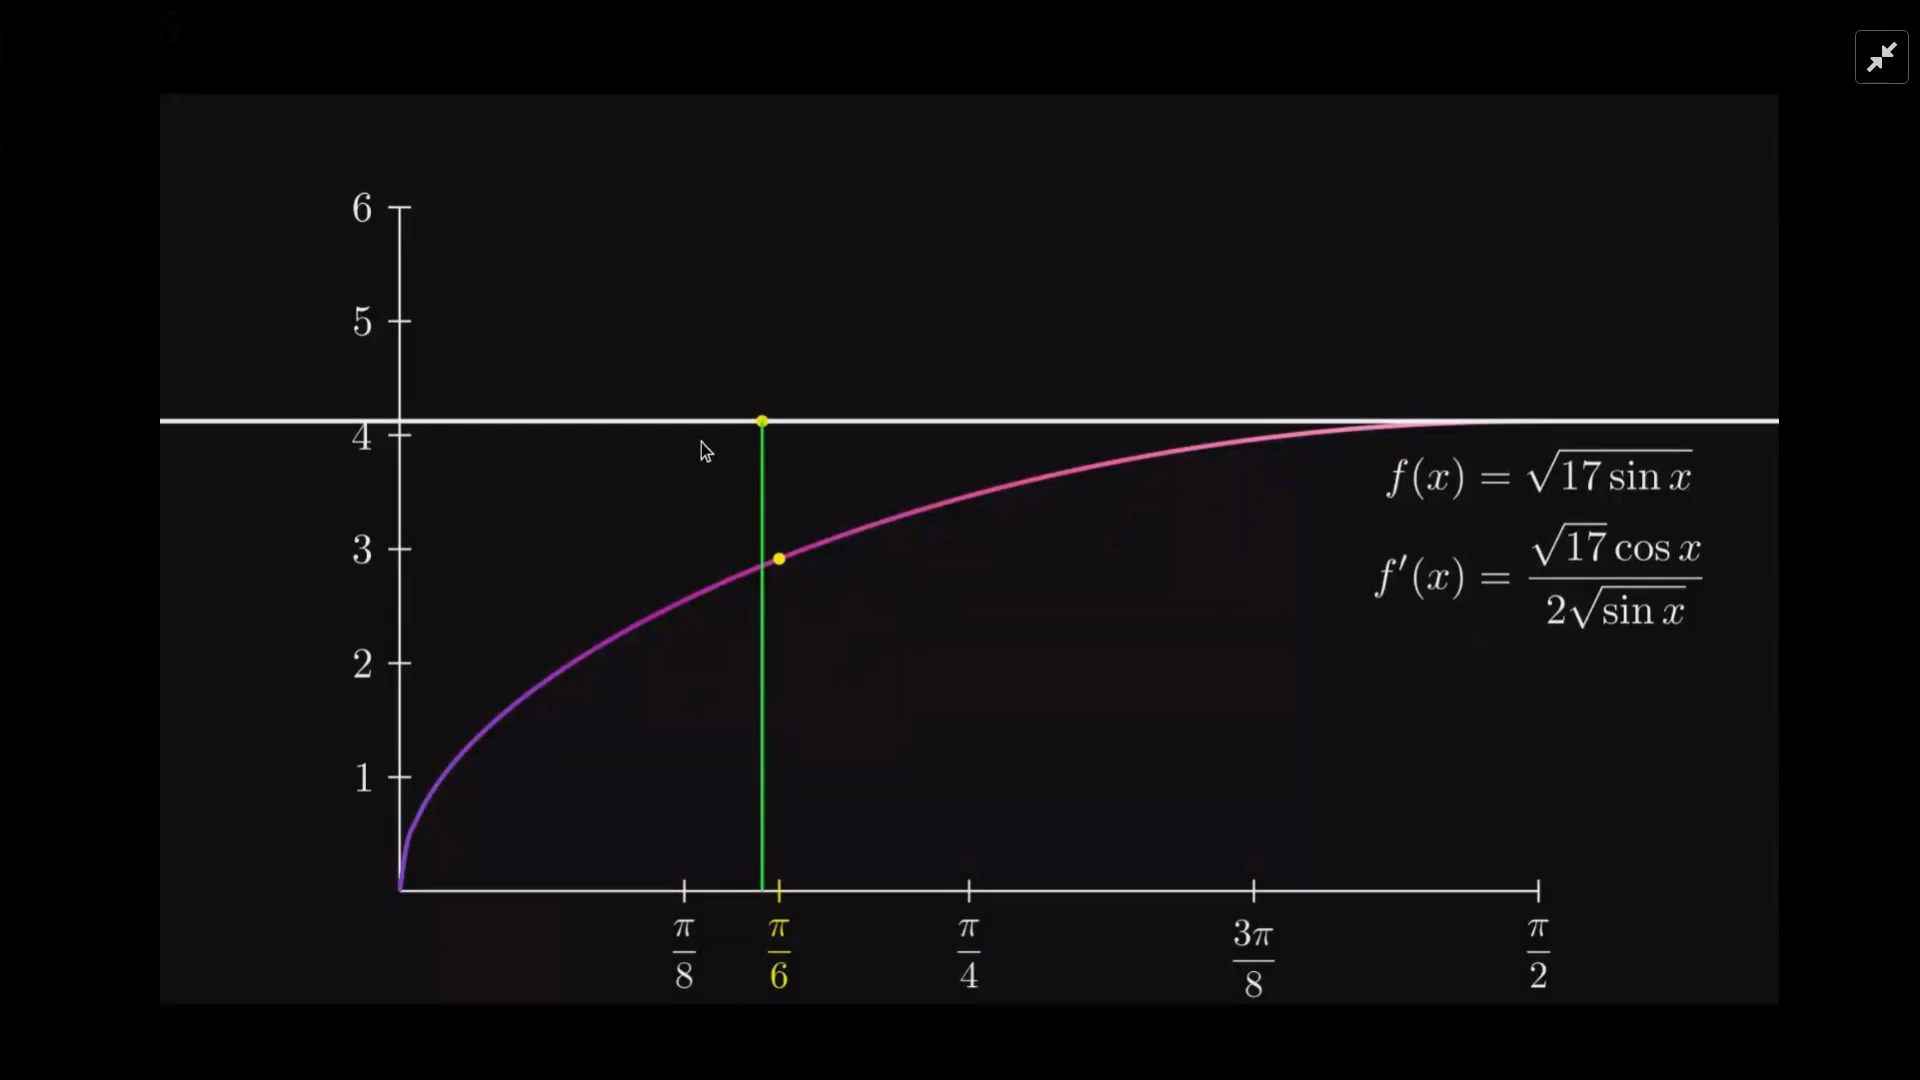 6
5
4
3
2
1
f(x) = √17 sin x
f′(x) = √17 cos x / 2√sin x
π/8
π/6
π/4
3π/8
π/2